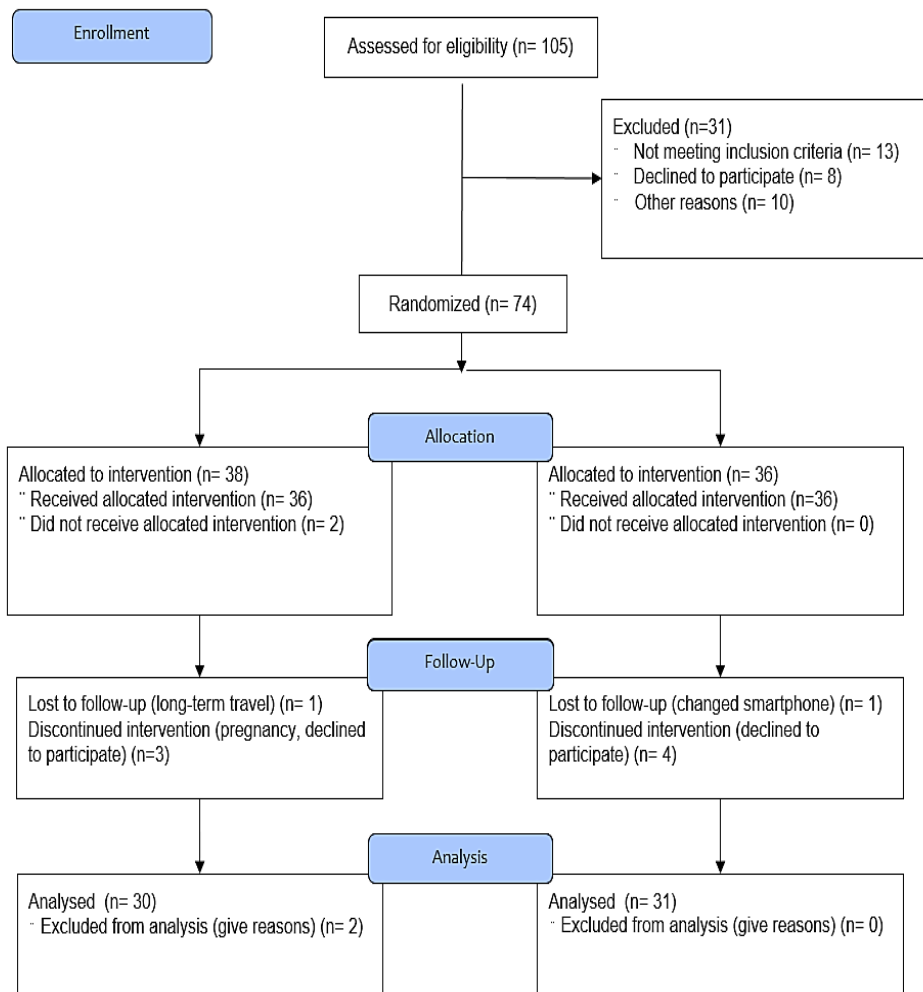 Enrollment
Assessed for eligibility (n= 105)
Excluded (n=31)
- Not meeting inclusion criteria (n= 13)
- Declined to participate (n= 8)
- Other reasons (n= 10)
Randomized (n= 74)
Allocation
Allocated to intervention (n= 38)
¨ Received allocated intervention (n= 36)
¨ Did not receive allocated intervention (n= 2)
Allocated to intervention (n= 36)
¨ Received allocated intervention (n=36)
¨ Did not receive allocated intervention (n= 0)
Follow-Up
Lost to follow-up (long-term travel) (n= 1)
Discontinued intervention (pregnancy, declined
to participate) (n=3)
Lost to follow-up (changed smartphone) (n= 1)
Discontinued intervention (declined to
participate) (n= 4)
Analysis
Analysed (n= 30)
- Excluded from analysis (give reasons) (n= 2)
Analysed (n= 31)
- Excluded from analysis (give reasons) (n= 0)